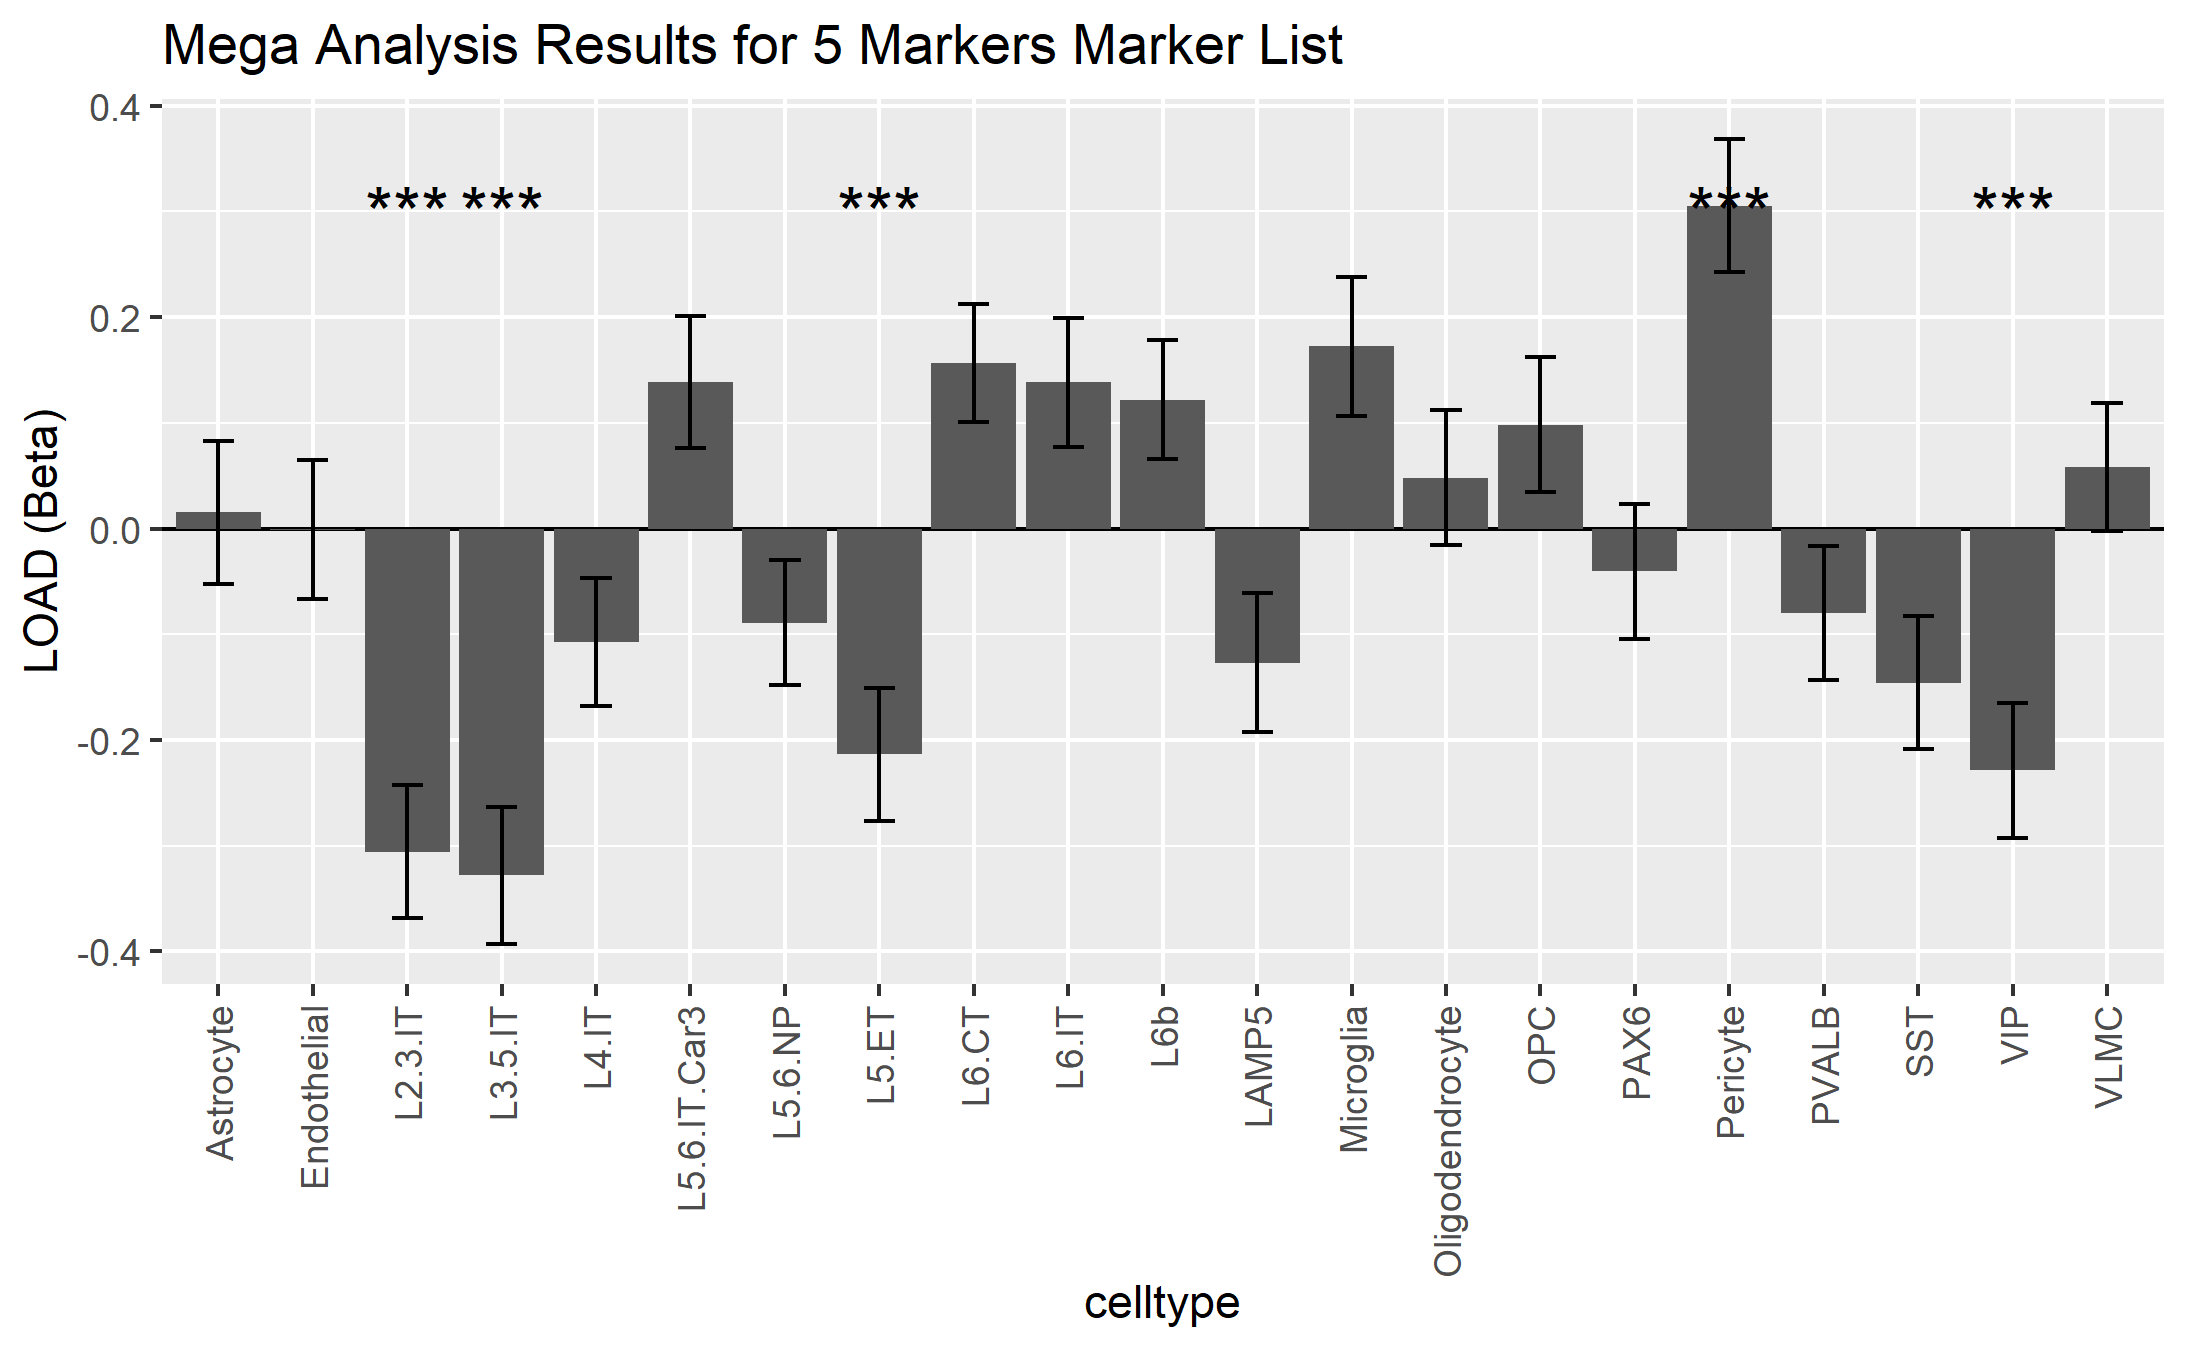 Mega Analysis Results for 5 Markers Marker List
LOAD (Beta)
0.4
0.2
0.0
-0.2
-0.4
*** *** *** *** ***
Astrocyte
Endothelial
L2.3.IT
L3.5.IT
L4.IT
L5.6.IT.Car3
L5.6.NP
L5.ET
L6.CT
L6.IT
L6b
LAMP5
Microglia
Oligodendrocyte
OPC
PAX6
Pericyte
PVALB
SST
VIP
VLMC
celltype